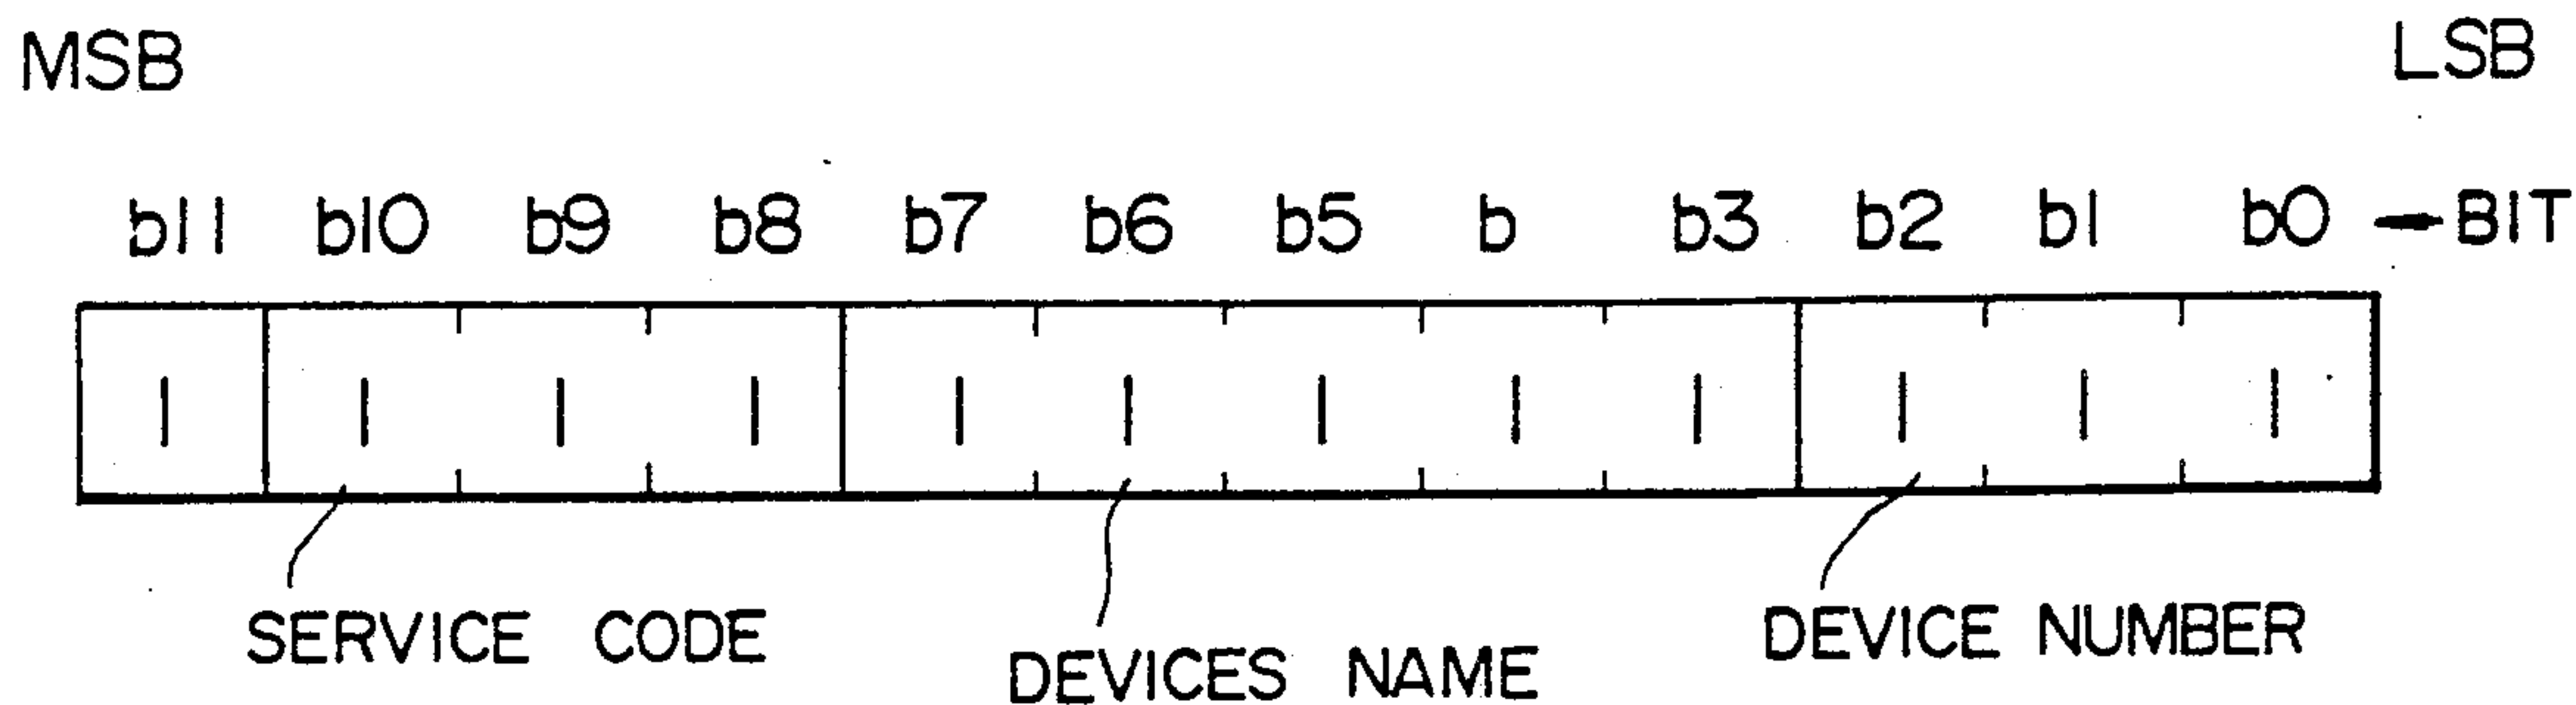 MSB LSB
b11 b10 b9 b8 b7 b6 b5 b b3 b2 b1 b0 ← BIT
1 1 1 1 1 1 1 1 1 1 1 1
SERVICE CODE DEVICES NAME DEVICE NUMBER